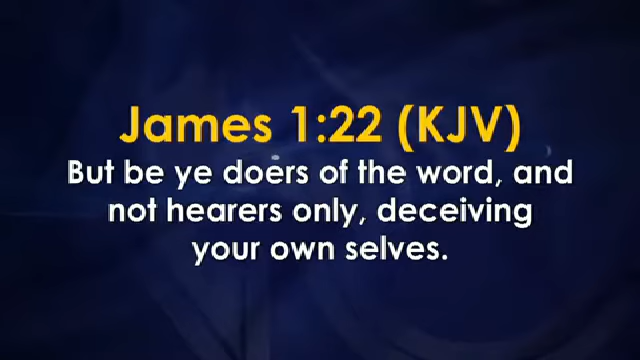 James 1:22 (KJV)
But be ye doers of the word, and
not hearers only, deceiving
your own selves.